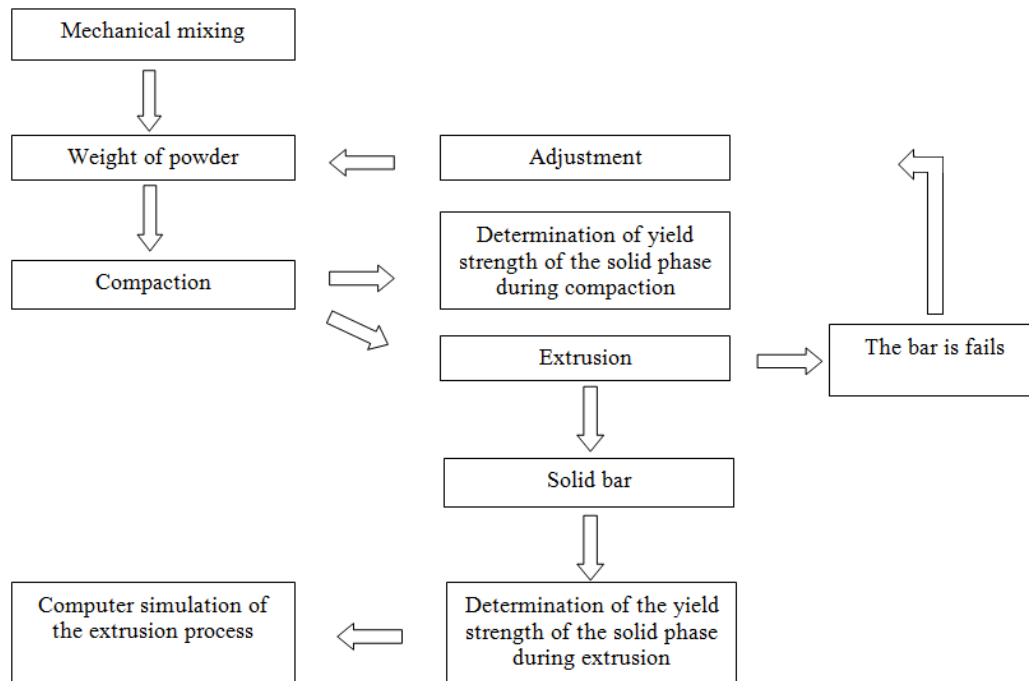 Mechanical mixing
Weight of powder
Adjustment
Compaction
Determination of yield
strength of the solid phase
during compaction
Extrusion
The bar is fails
Solid bar
Computer simulation of
the extrusion process
Determination of the yield
strength of the solid phase
during extrusion